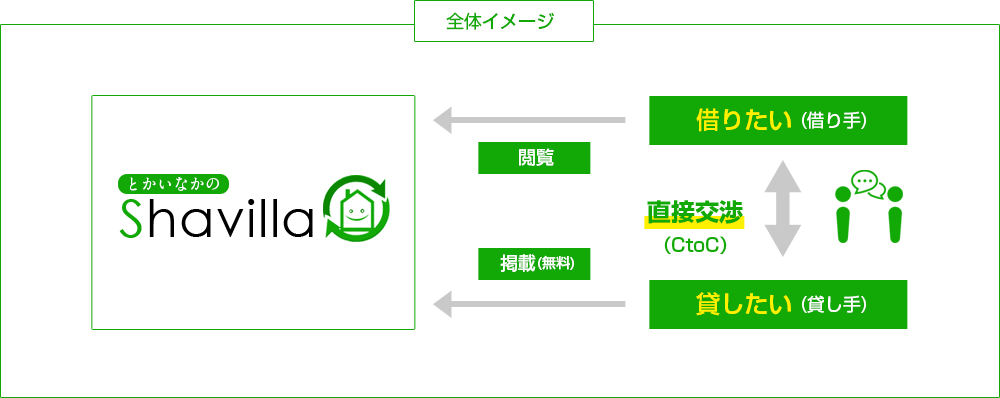 全体イメージ
とかいなかの
Shavilla
閲覧
掲載(無料)
借りたい(借り手)
直接交渉
(CtoC)
貸したい(貸し手)